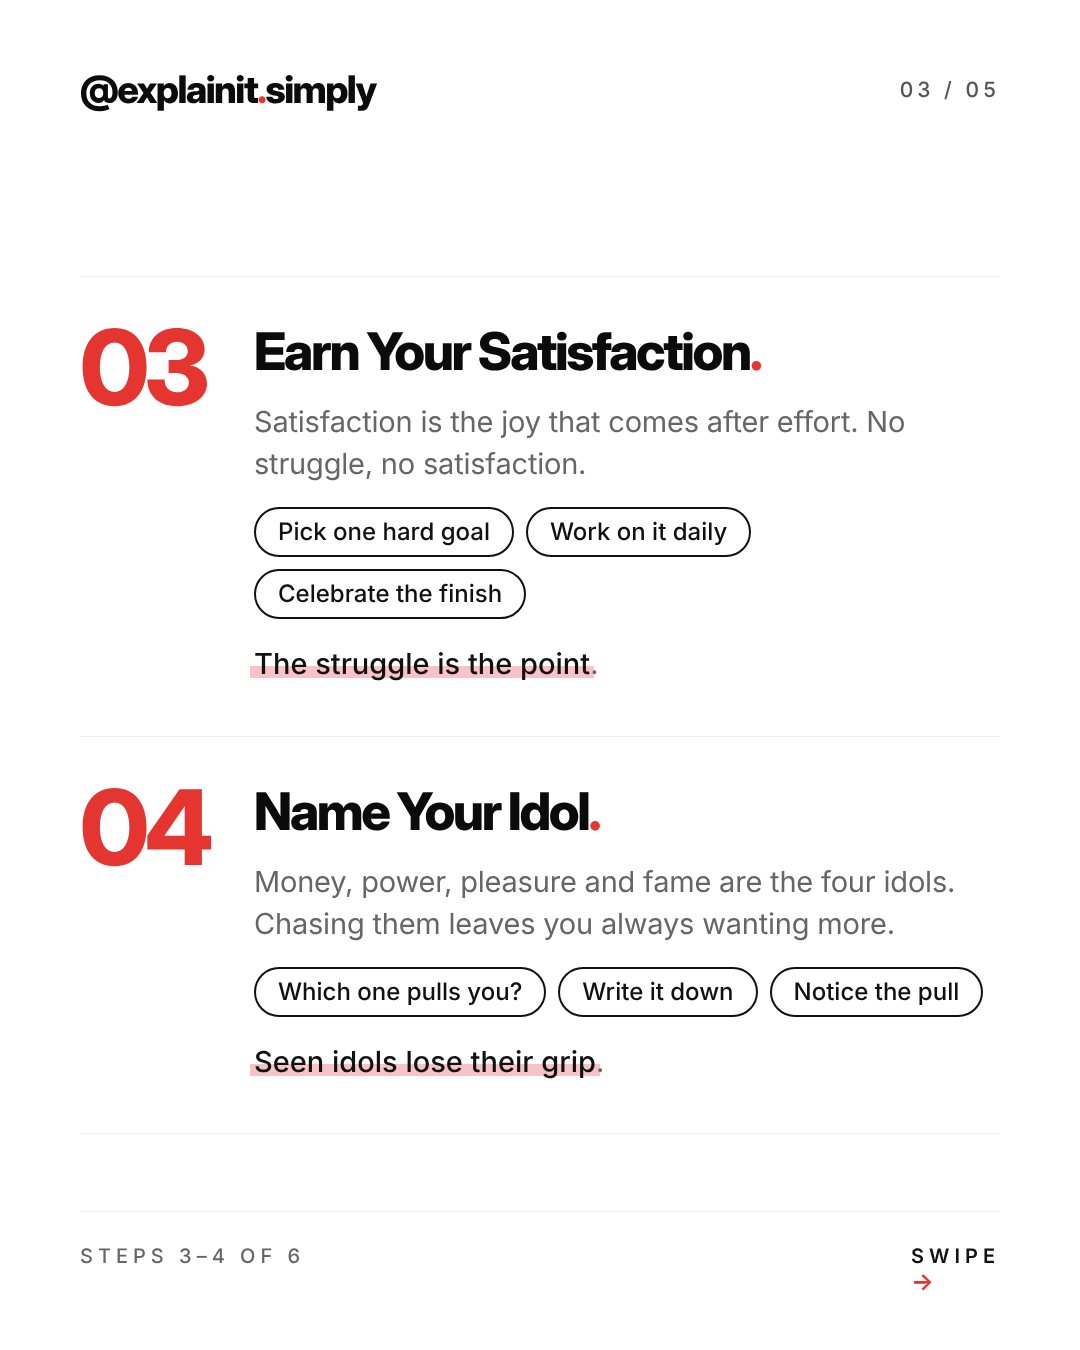 @explainit.simply
03 / 05
03
Earn Your Satisfaction.
Satisfaction is the joy that comes after effort. No
struggle, no satisfaction.
Pick one hard goal
Work on it daily
Celebrate the finish
The struggle is the point.
04
Name Your Idol.
Money, power, pleasure and fame are the four idols.
Chasing them leaves you always wanting more.
Which one pulls you?
Write it down
Notice the pull
Seen idols lose their grip.
STEPS 3–4 OF 6
SWIPE
→